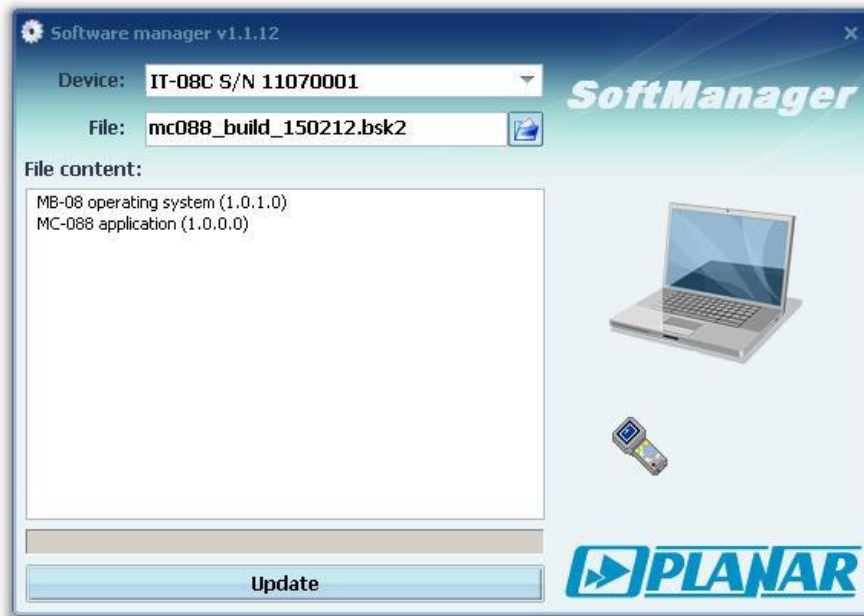 Software manager v1.1.12
Device: IT-08C S/N 11070001
SoftManager
File: mc088_build_150212.bsk2
File content:
MB-08 operating system (1.0.1.0)
MC-088 application (1.0.0.0)
Update
PLANAR